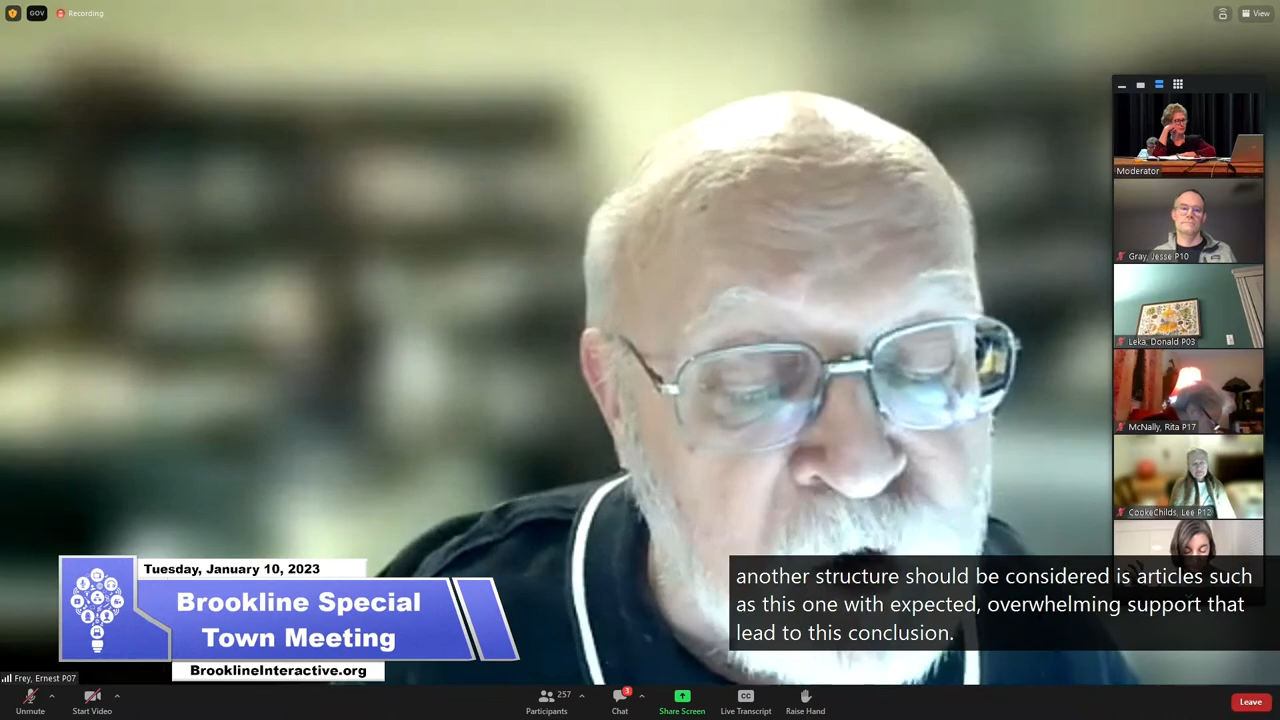 GOV
Recording
View
Moderator
Gray, Jesse P10
Leka, Donald P03
McNally, Rita P17
CookeChilds, Lee P12
another structure should be considered is articles such
as this one with expected, overwhelming support that
lead to this conclusion.
Tuesday, January 10, 2023
Brookline Special
Town Meeting
BrooklineInteractive.org
Frey, Ernest P07
Unmute
Start Video
257
Participants
3
Chat
Share Screen
CC
Live Transcript
Raise Hand
Leave